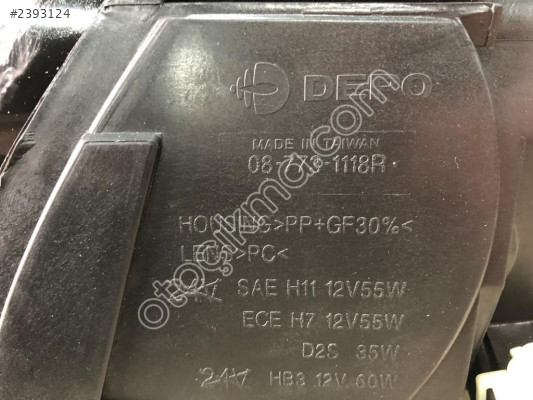 #2393124
DEPO
MADE IN TAIWAN
08-773-1118R
HOUSING>PP+GF30%<
LENS>PC<
SAE H11 12V55W
ECE H7 12V55W
D2S 35W
HB3 12V 60W
otocikma.com